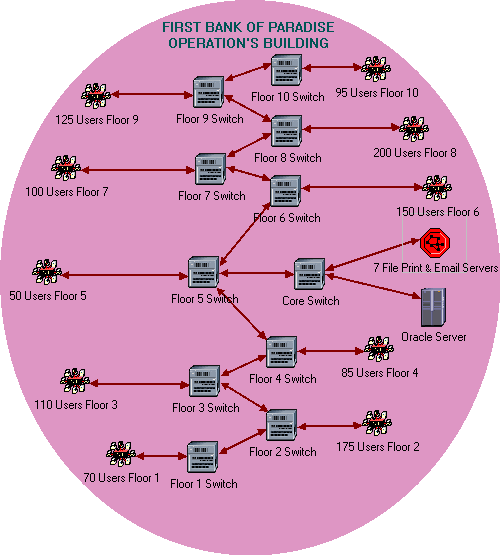 FIRST BANK OF PARADISE
OPERATION'S BUILDING
Floor 10 Switch
95 Users Floor 10
125 Users Floor 9
Floor 9 Switch
Floor 8 Switch
200 Users Floor 8
100 Users Floor 7
Floor 7 Switch
Floor 6 Switch
150 Users Floor 6
7 File Print & Email Servers
50 Users Floor 5
Floor 5 Switch
Core Switch
Oracle Server
Floor 4 Switch
85 Users Floor 4
110 Users Floor 3
Floor 3 Switch
Floor 2 Switch
175 Users Floor 2
70 Users Floor 1
Floor 1 Switch